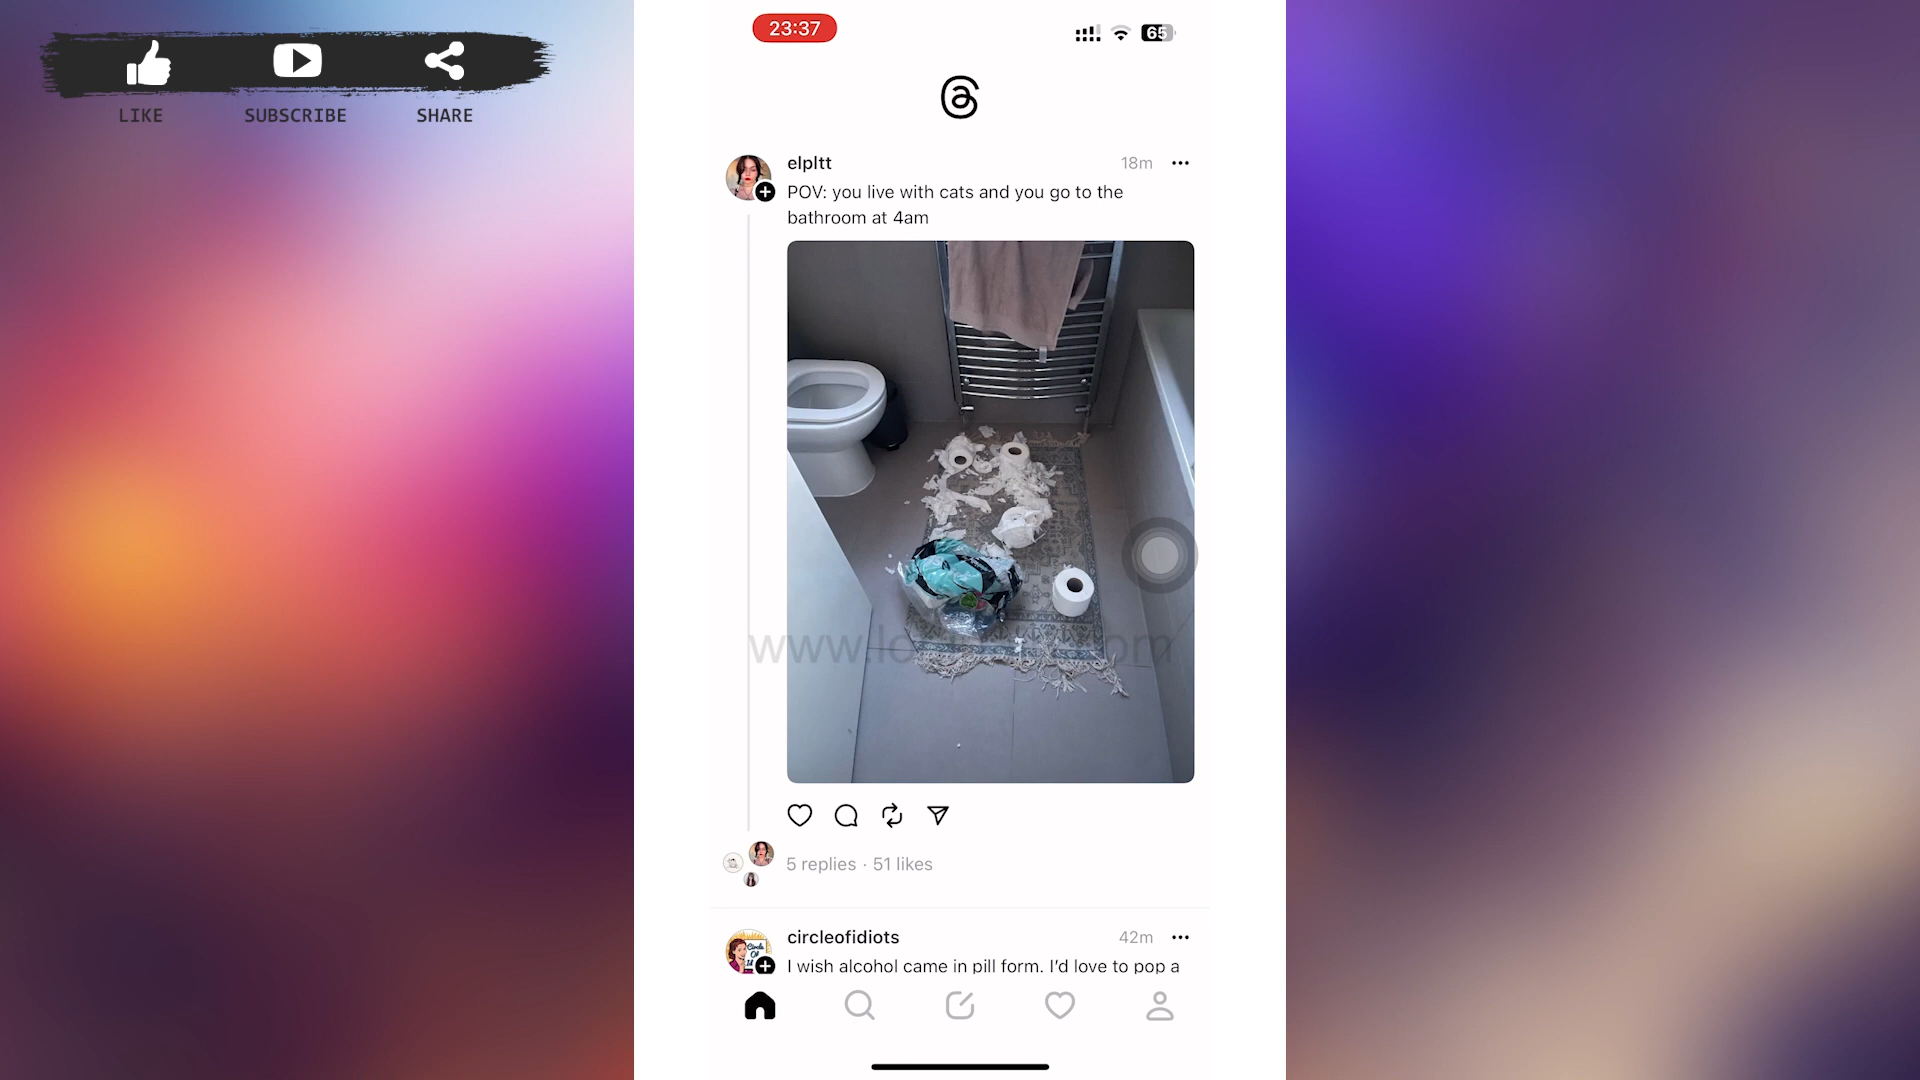 LIKE
SUBSCRIBE
SHARE
23:37
65
elpltt
18m
POV: you live with cats and you go to the
bathroom at 4am
5 replies · 51 likes
circleofidiots
42m
I wish alcohol came in pill form. I'd love to pop a